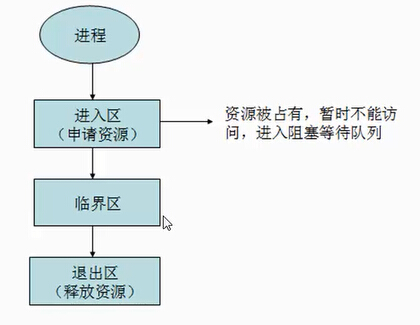 进程
进入区
（申请资源）
资源被占有，暂时不能访
问，进入阻塞等待队列
临界区
退出区
（释放资源）